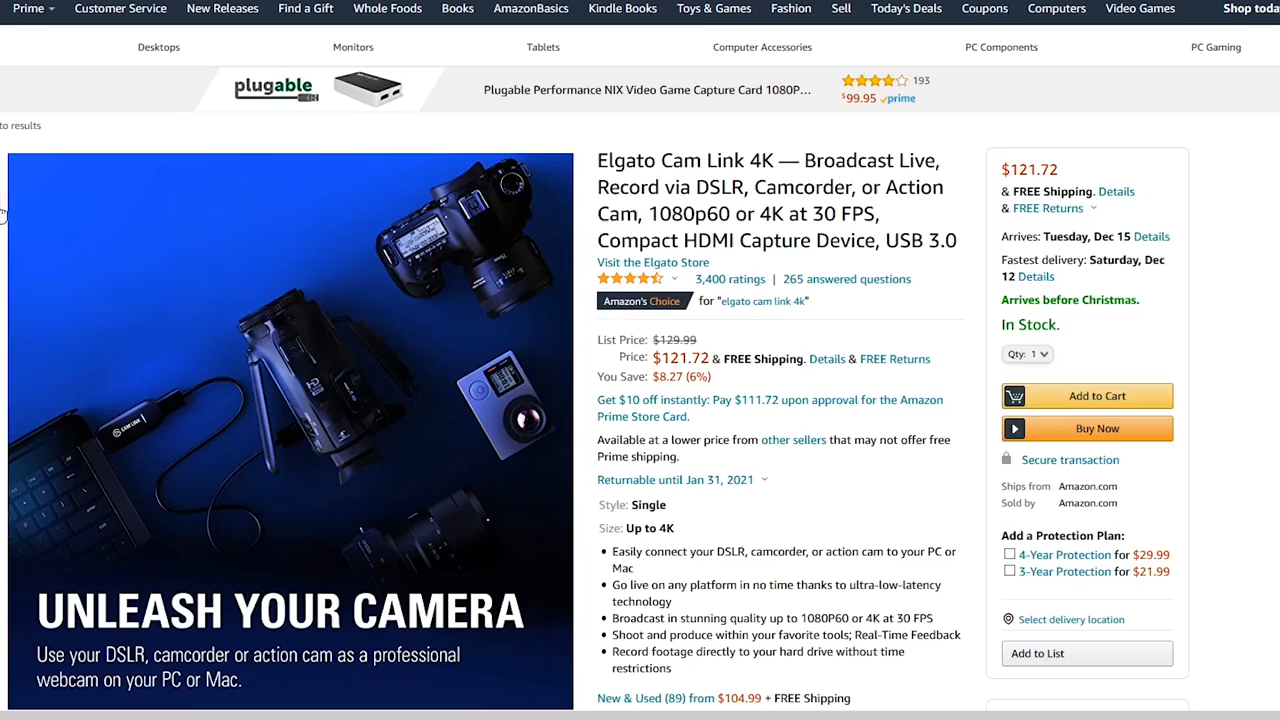 Prime Customer Service New Releases Find a Gift Whole Foods Books AmazonBasics Kindle Books Toys & Games Fashion Sell Today's Deals Coupons Computers Video Games Shop toda
Desktops Monitors Tablets Computer Accessories PC Components PC Gaming
plugable Plugable Performance NIX Video Game Capture Card 1080P... 193
$99.95 prime
to results
Elgato Cam Link 4K — Broadcast Live,
Record via DSLR, Camcorder, or Action
Cam, 1080p60 or 4K at 30 FPS,
Compact HDMI Capture Device, USB 3.0
Visit the Elgato Store
3,400 ratings | 265 answered questions
Amazon's Choice for "elgato cam link 4k"
List Price: $129.99
Price: $121.72 & FREE Shipping. Details & FREE Returns
You Save: $8.27 (6%)
Get $10 off instantly: Pay $111.72 upon approval for the Amazon
Prime Store Card.
Available at a lower price from other sellers that may not offer free
Prime shipping.
Returnable until Jan 31, 2021
Style: Single
Size: Up to 4K
• Easily connect your DSLR, camcorder, or action cam to your PC or
Mac
• Go live on any platform in no time thanks to ultra-low-latency
technology
• Broadcast in stunning quality up to 1080P60 or 4K at 30 FPS
• Shoot and produce within your favorite tools; Real-Time Feedback
• Record footage directly to your hard drive without time
restrictions
New & Used (89) from $104.99 + FREE Shipping
$121.72
& FREE Shipping. Details
& FREE Returns
Arrives: Tuesday, Dec 15 Details
Fastest delivery: Saturday, Dec
12 Details
Arrives before Christmas.
In Stock.
Qty: 1
Add to Cart
Buy Now
Secure transaction
Ships from Amazon.com
Sold by Amazon.com
Add a Protection Plan:
4-Year Protection for $29.99
3-Year Protection for $21.99
Select delivery location
Add to List
CAM LINK
HD
UNLEASH YOUR CAMERA
Use your DSLR, camcorder or action cam as a professional
webcam on your PC or Mac.